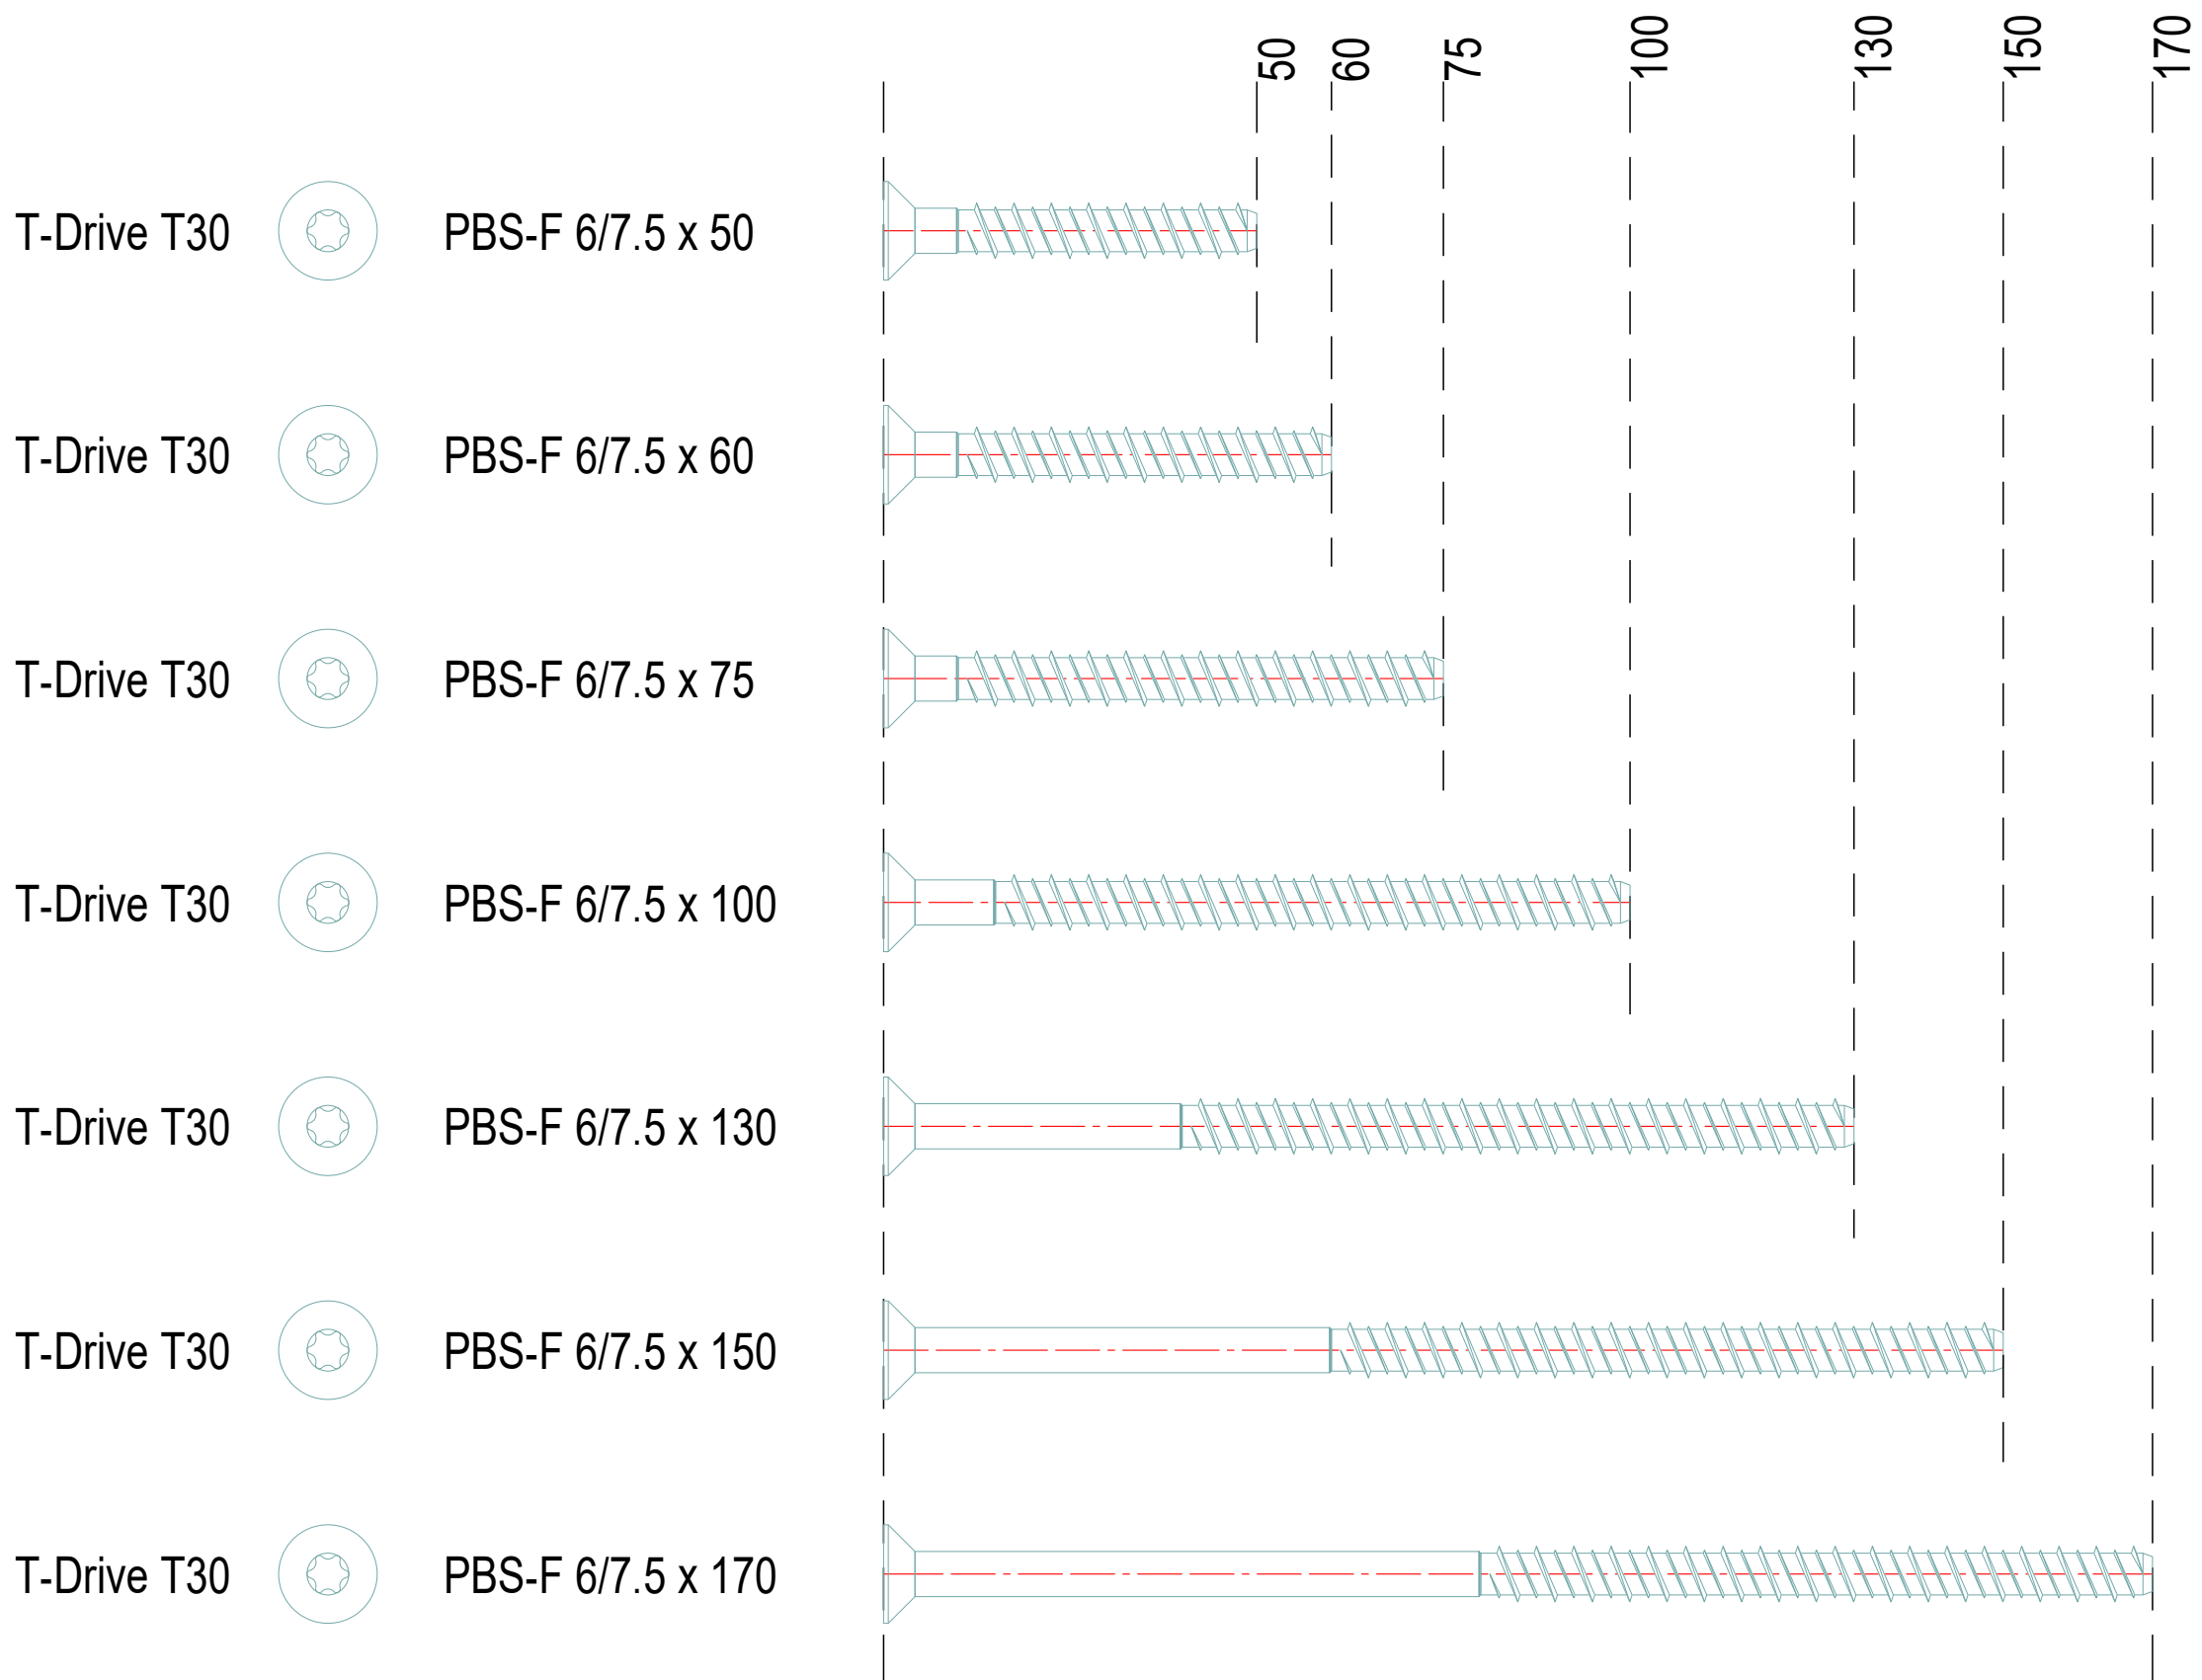 50 60 75 100 130 150 170
T-Drive T30 PBS-F 6/7.5 x 50
T-Drive T30 PBS-F 6/7.5 x 60
T-Drive T30 PBS-F 6/7.5 x 75
T-Drive T30 PBS-F 6/7.5 x 100
T-Drive T30 PBS-F 6/7.5 x 130
T-Drive T30 PBS-F 6/7.5 x 150
T-Drive T30 PBS-F 6/7.5 x 170